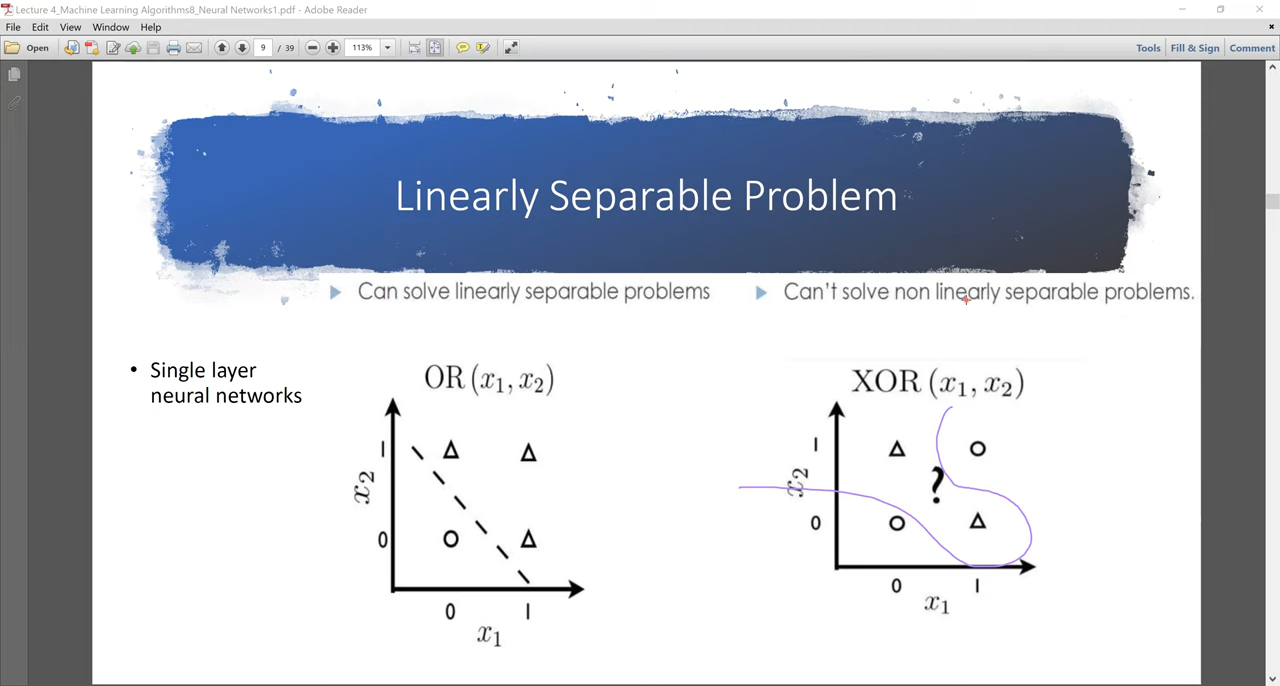 Lecture 4_Machine Learning Algorithms8_Neural Networks1.pdf - Adobe Reader
File Edit View Window Help
Open 9 / 39 113% Tools Fill & Sign Comment
Linearly Separable Problem
Can solve linearly separable problems
Can't solve non linearly separable problems.
• Single layer
neural networks
OR (x₁, x₂)
1
x₂
0
0 1
x₁
XOR (x₁, x₂)
1
x₂
?
0
0 1
x₁